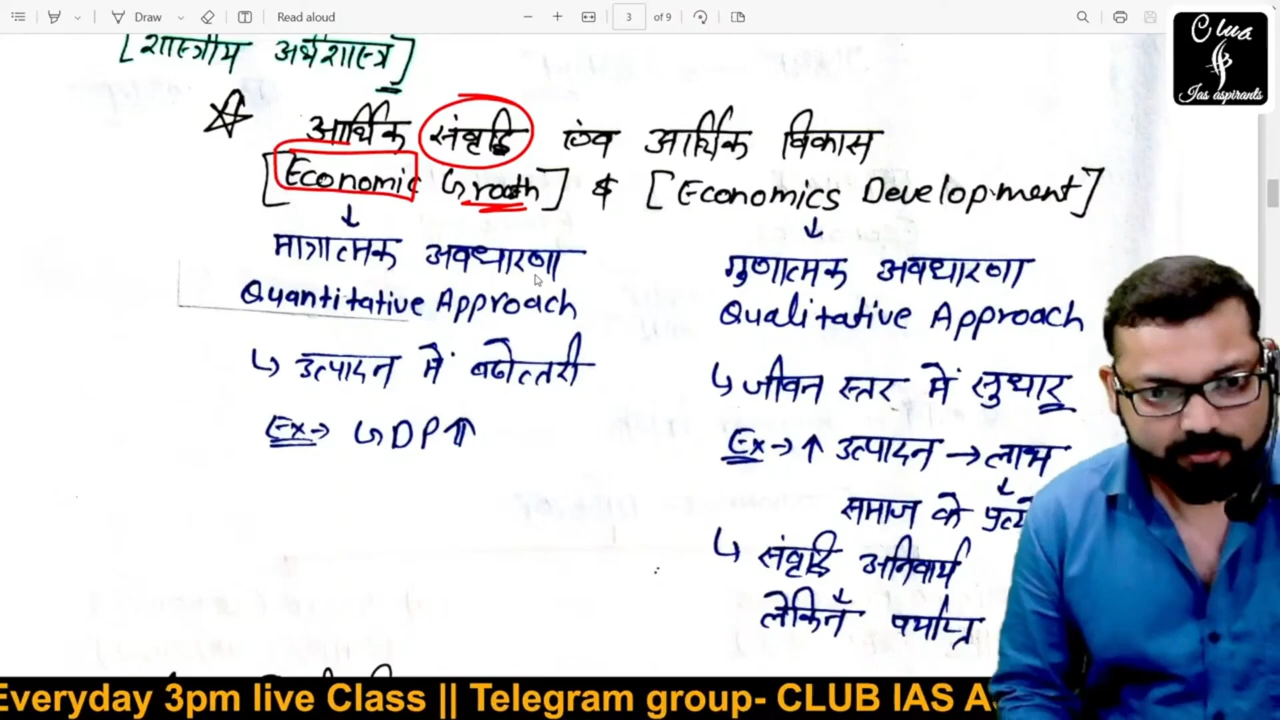 Draw
Read aloud
3 of 9
Club
Ias aspirants
[शास्त्रीय अर्थशास्त्र]
आर्थिक संवृद्धि एंव आर्थिक विकास
[Economic Growth] & [Economics Development]
मात्रात्मक अवधारणा
Quantitative Approach
↳ उत्पादन में बढोत्तरी
Ex→ GDP⇑
गुणात्मक अवधारणा
Qualitative Approach
↳ जीवन स्तर में सुधार
Ex→ ↑ उत्पादन → लाभ
समाज के
↳ संवृद्धि अनिवार्य
लेकिन पर्याप्त
Everyday 3pm live Class || Telegram group- CLUB IAS A